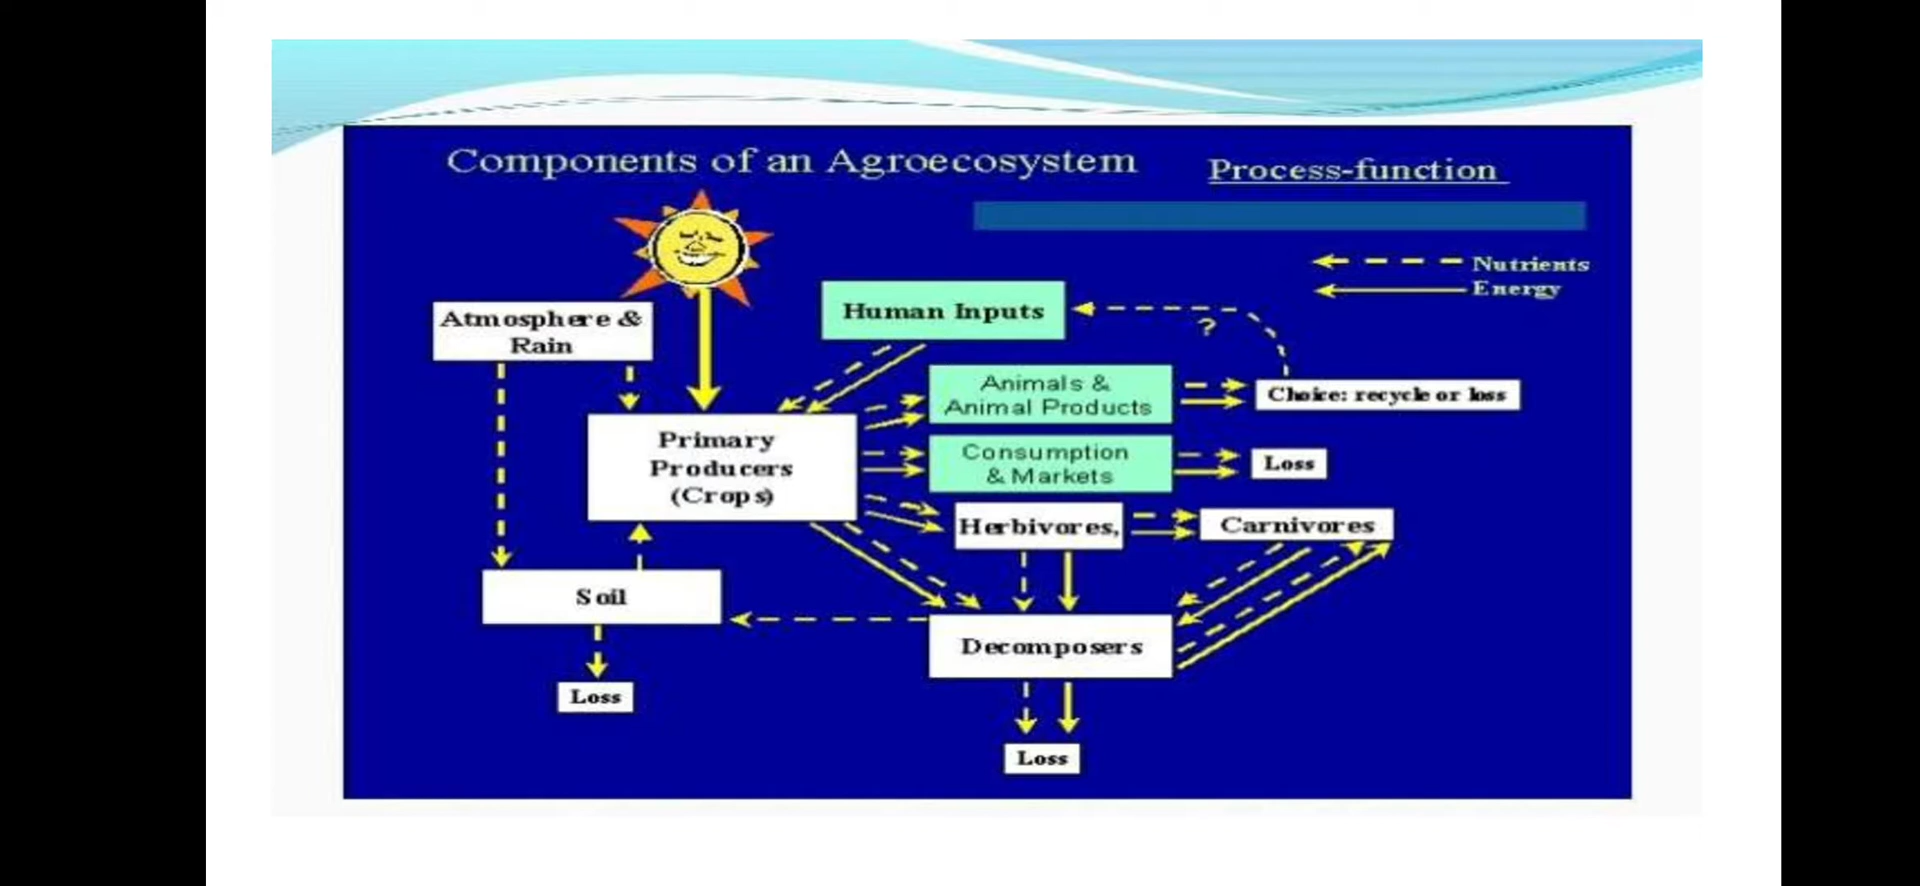 Components of an Agroecosystem
Process-function
Nutrients
Energy
Atmosphere &
Rain
Human Inputs
?
Animals &
Animal Products
Choice: recycle or loss
Primary
Producers
(Crops)
Consumption
& Markets
Loss
Herbivores,
Carnivores
Soil
Decomposers
Loss
Loss